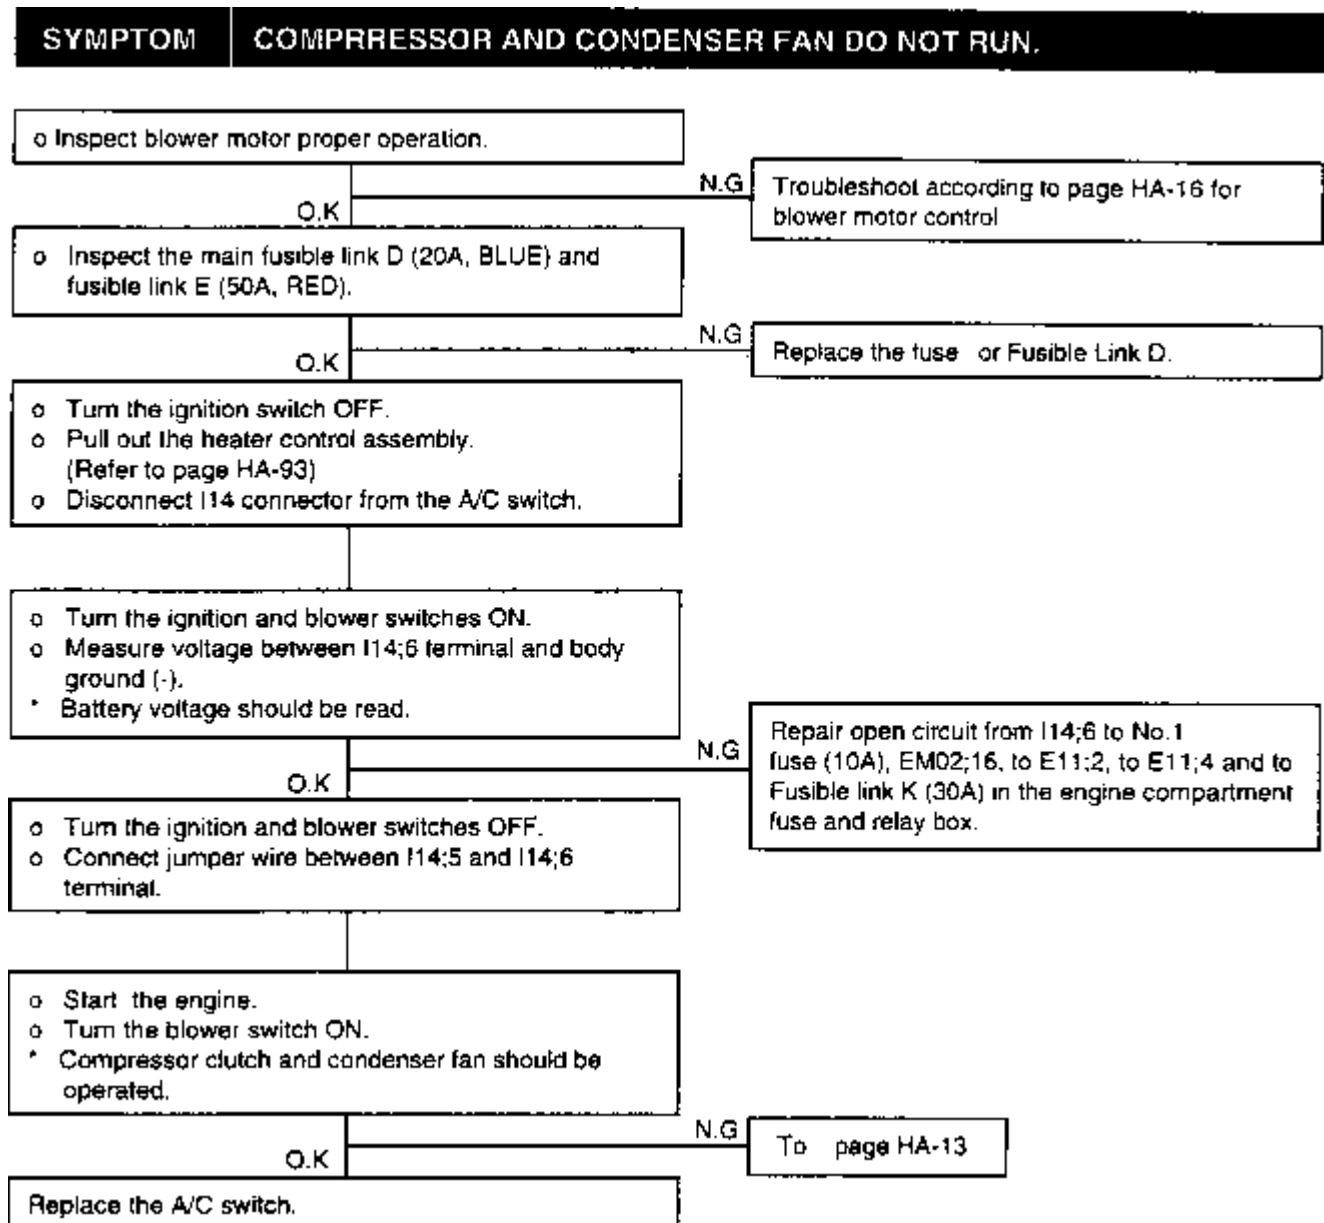 SYMPTOM COMPRRESSOR AND CONDENSER FAN DO NOT RUN.
o Inspect blower motor proper operation.
N.G
Troubleshoot according to page HA-16 for
blower motor control
O.K
o Inspect the main fusible link D (20A, BLUE) and
fusible link E (50A, RED).
N.G
Replace the fuse or Fusible Link D.
O.K
o Turn the ignition switch OFF.
o Pull out the heater control assembly.
(Refer to page HA-93)
o Disconnect I14 connector from the A/C switch.
o Turn the ignition and blower switches ON.
o Measure voltage between I14;6 terminal and body
ground (-).
* Battery voltage should be read.
N.G
Repair open circuit from I14;6 to No.1
fuse (10A), EM02;16, to E11;2, to E11;4 and to
Fusible link K (30A) in the engine compartment
fuse and relay box.
O.K
o Turn the ignition and blower switches OFF.
o Connect jumper wire between I14;5 and I14;6
terminal.
o Start the engine.
o Turn the blower switch ON.
* Compressor clutch and condenser fan should be
operated.
N.G
To page HA-13
O.K
Replace the A/C switch.